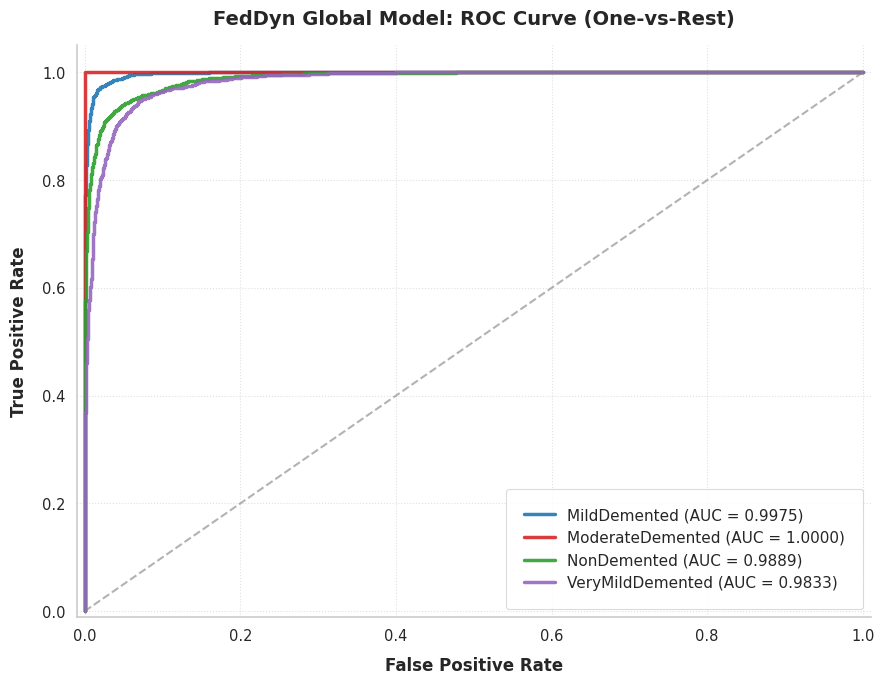 FedDyn Global Model: ROC Curve (One-vs-Rest)
True Positive Rate
1.0
0.8
0.6
0.4
0.2
0.0
MildDemented (AUC = 0.9975)
ModerateDemented (AUC = 1.0000)
NonDemented (AUC = 0.9889)
VeryMildDemented (AUC = 0.9833)
0.0 0.2 0.4 0.6 0.8 1.0
False Positive Rate